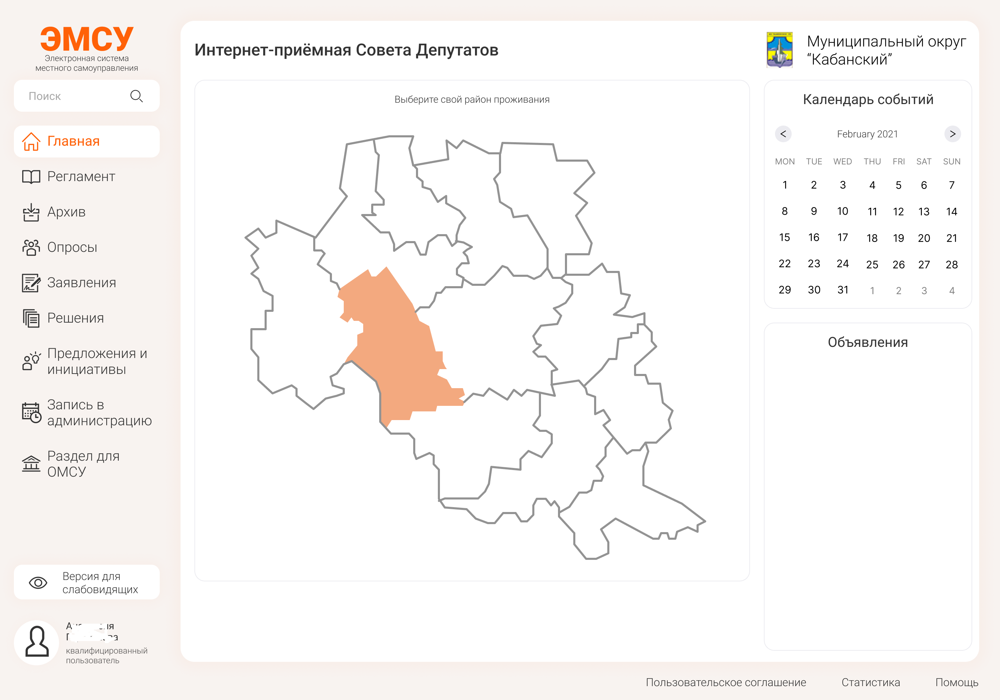 ЭМСУ
Электронная система
местного самоуправления
Поиск
Главная
Регламент
Архив
Опросы
Заявления
Решения
Предложения и
инициативы
Запись в
администрацию
Раздел для
ОМСУ
Версия для
слабовидящих
квалифицированный
пользователь
Интернет-приёмная Совета Депутатов
Муниципальный округ
“Кабанский”
Выберите свой район проживания
Календарь событий
< February 2021 >
MON TUE WED THU FRI SAT SUN
1 2 3 4 5 6 7
8 9 10 11 12 13 14
15 16 17 18 19 20 21
22 23 24 25 26 27 28
29 30 31 1 2 3 4
Объявления
Пользовательское соглашение Статистика Помощь